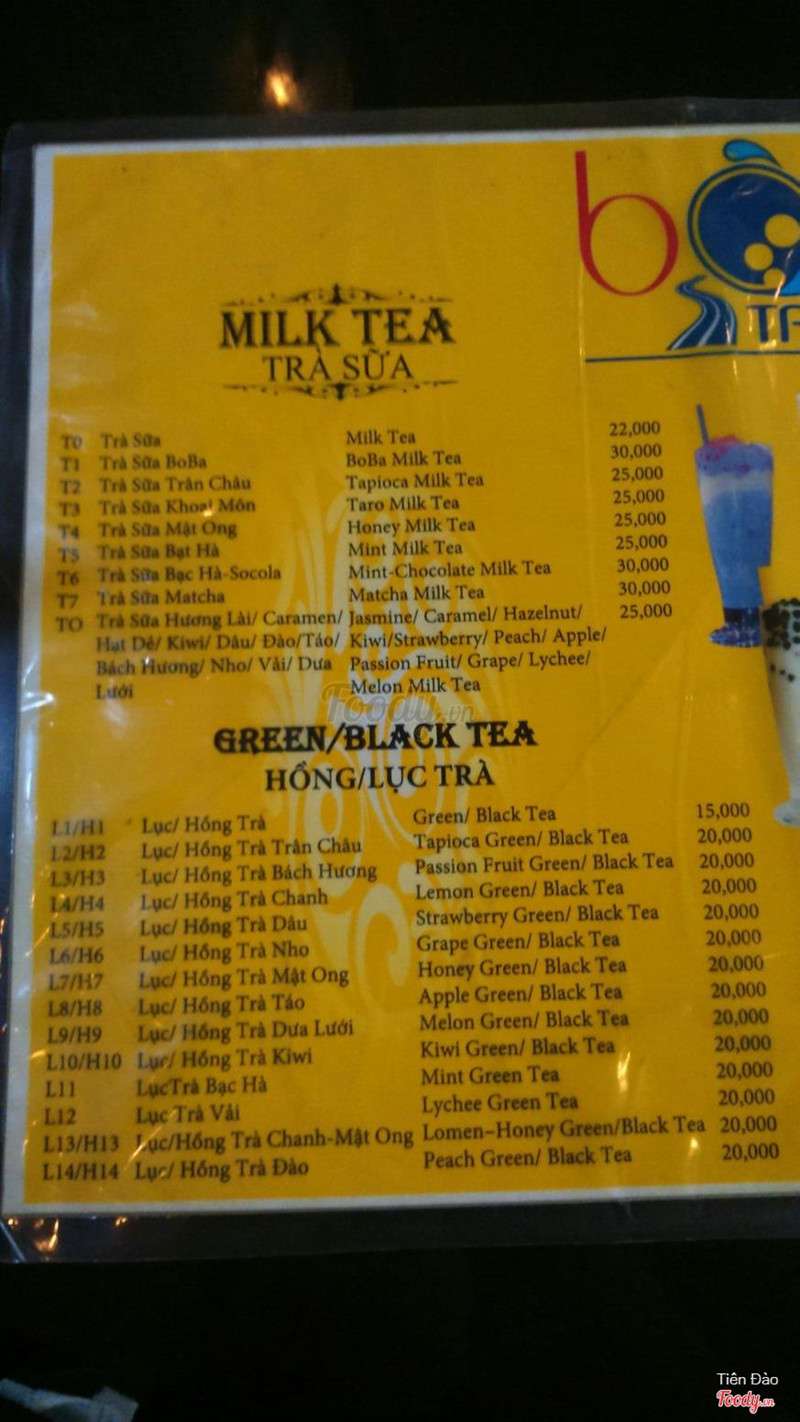 MILK TEA
TRÀ SỮA
T0 Trà Sữa Milk Tea 22,000
T1 Trà Sữa BoBa BoBa Milk Tea 30,000
T2 Trà Sữa Trân Châu Tapioca Milk Tea 25,000
T3 Trà Sữa Khoai Môn Taro Milk Tea 25,000
T4 Trà Sữa Mật Ong Honey Milk Tea 25,000
T5 Trà Sữa Bạt Hà Mint Milk Tea 25,000
T6 Trà Sữa Bạc Hà-Socola Mint-Chocolate Milk Tea 30,000
T7 Trà Sữa Matcha Matcha Milk Tea 30,000
TO Trà Sữa Hương Lài/ Caramen/ Jasmine/ Caramel/ Hazelnut/ 25,000
Hạt Dẻ/ Kiwi/ Dâu/ Đào/Táo/ Kiwi/Strawberry/ Peach/ Apple/
Bách Hương/ Nho/ Vải/ Dưa Passion Fruit/ Grape/ Lychee/
Lưới Melon Milk Tea
Foody.vn
GREEN/BLACK TEA
HỒNG/LỤC TRÀ
L1/H1 Lục/ Hồng Trà Green/ Black Tea 15,000
L2/H2 Lục/ Hồng Trà Trân Châu Tapioca Green/ Black Tea 20,000
L3/H3 Lục/ Hồng Trà Bách Hương Passion Fruit Green/ Black Tea 20,000
L4/H4 Lục/ Hồng Trà Chanh Lemon Green/ Black Tea 20,000
L5/H5 Lục/ Hồng Trà Dâu Strawberry Green/ Black Tea 20,000
L6/H6 Lục/ Hồng Trà Nho Grape Green/ Black Tea 20,000
L7/H7 Lục/ Hồng Trà Mật Ong Honey Green/ Black Tea 20,000
L8/H8 Lục/ Hồng Trà Táo Apple Green/ Black Tea 20,000
L9/H9 Lục/ Hồng Trà Dưa Lưới Melon Green/ Black Tea 20,000
L10/H10 Lục/ Hồng Trà Kiwi Kiwi Green/ Black Tea 20,000
L11 LụcTrà Bạc Hà Mint Green Tea 20,000
L12 Lục Trà Vải Lychee Green Tea 20,000
L13/H13 Lục/Hồng Trà Chanh-Mật Ong Lomen-Honey Green/Black Tea 20,000
L14/H14 Lục/ Hồng Trà Đào Peach Green/ Black Tea 20,000
Tiên Đào
Foody.vn